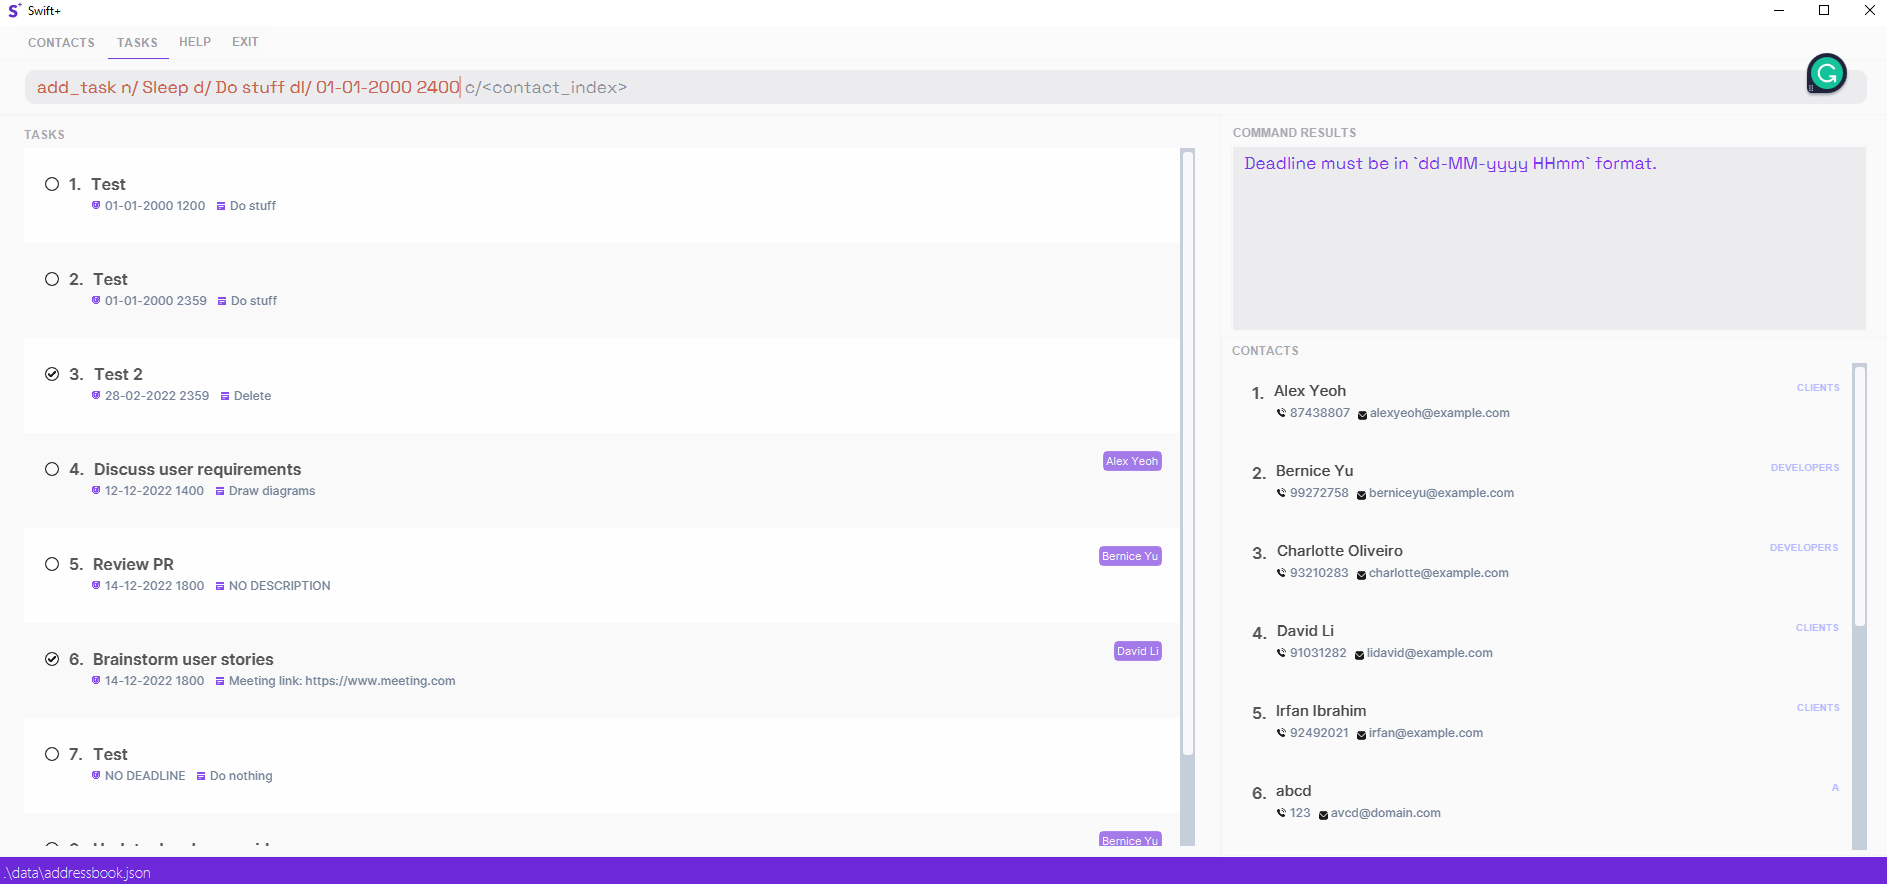 Swift+
CONTACTS TASKS HELP EXIT
add_task n/ Sleep d/ Do stuff dl/ 01-01-2000 2400 c/<contact_index>
TASKS
1. Test
01-01-2000 1200 Do stuff
2. Test
01-01-2000 2359 Do stuff
3. Test 2
28-02-2022 2359 Delete
4. Discuss user requirements
Alex Yeoh
12-12-2022 1400 Draw diagrams
5. Review PR
Bernice Yu
14-12-2022 1800 NO DESCRIPTION
6. Brainstorm user stories
David Li
14-12-2022 1800 Meeting link: https://www.meeting.com
7. Test
NO DEADLINE Do nothing
Bernice Yu
COMMAND RESULTS
Deadline must be in `dd-MM-yyyy HHmm` format.
CONTACTS
1. Alex Yeoh
CLIENTS
87438807 alexyeoh@example.com
2. Bernice Yu
DEVELOPERS
99272758 berniceyu@example.com
3. Charlotte Oliveiro
DEVELOPERS
93210283 charlotte@example.com
4. David Li
CLIENTS
91031282 lidavid@example.com
5. Irfan Ibrahim
CLIENTS
92492021 irfan@example.com
6. abcd
A
123 avcd@domain.com
.\data\addressbook.json